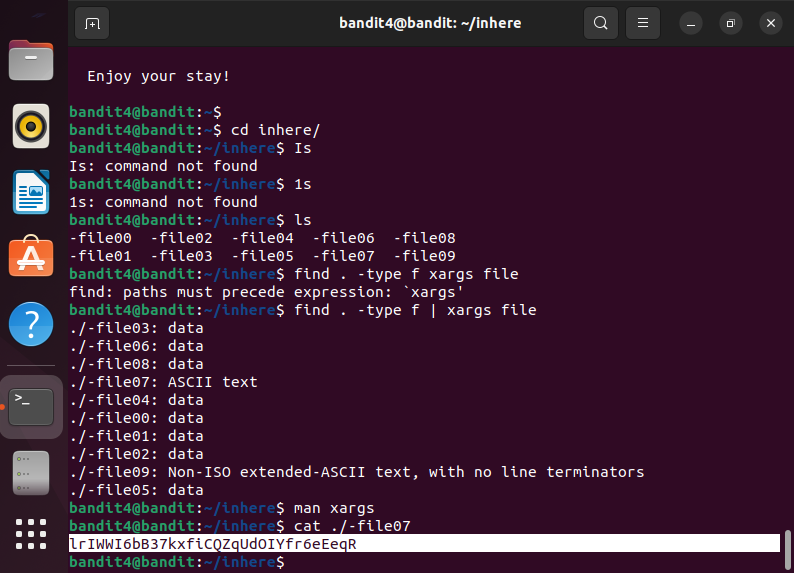 bandit4@bandit: ~/inhere
Enjoy your stay!
bandit4@bandit:~$
bandit4@bandit:~$ cd inhere/
bandit4@bandit:~/inhere$ Is
Is: command not found
bandit4@bandit:~/inhere$ 1s
1s: command not found
bandit4@bandit:~/inhere$ ls
-file00  -file02  -file04  -file06  -file08
-file01  -file03  -file05  -file07  -file09
bandit4@bandit:~/inhere$ find . -type f xargs file
find: paths must precede expression: `xargs'
bandit4@bandit:~/inhere$ find . -type f | xargs file
./-file03: data
./-file06: data
./-file08: data
./-file07: ASCII text
./-file04: data
./-file00: data
./-file01: data
./-file02: data
./-file09: Non-ISO extended-ASCII text, with no line terminators
./-file05: data
bandit4@bandit:~/inhere$ man xargs
bandit4@bandit:~/inhere$ cat ./-file07
lrIWWI6bB37kxfiCQZqUdOIYfr6eEeqR
bandit4@bandit:~/inhere$